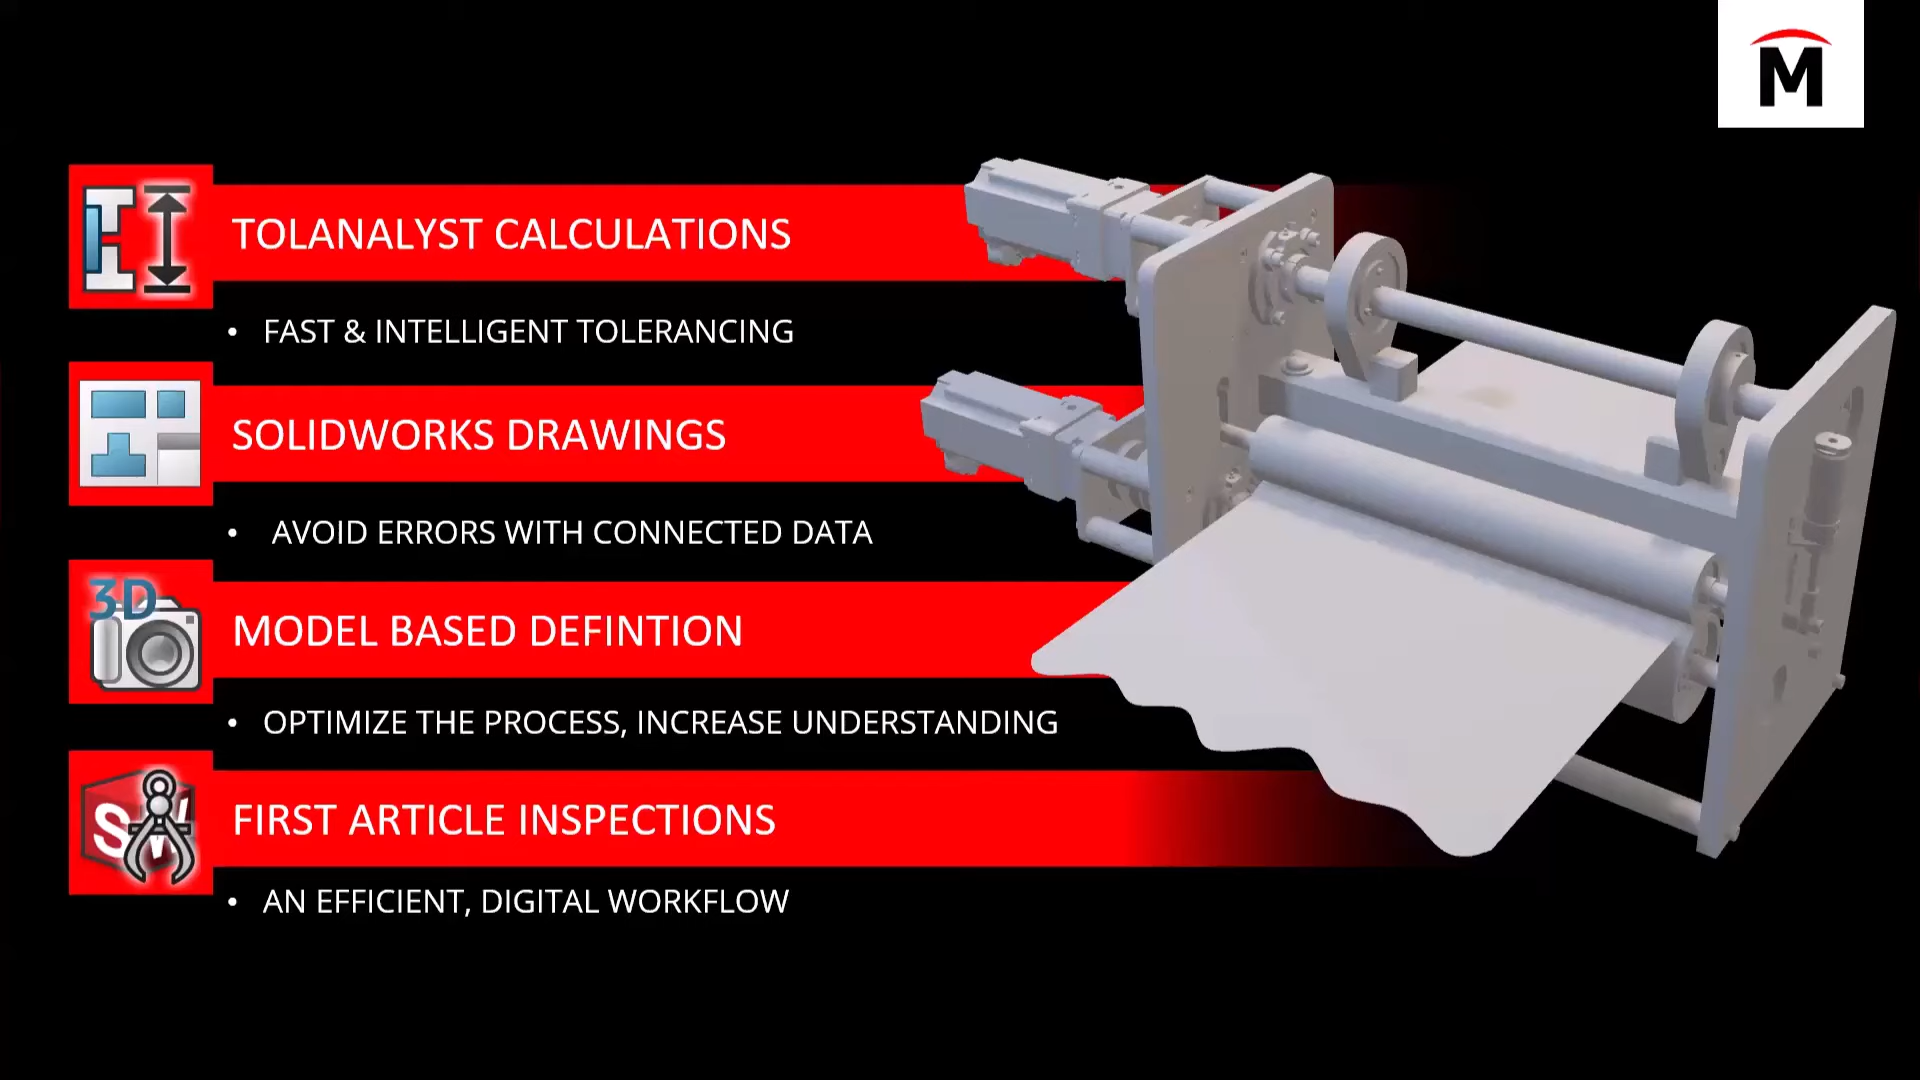 M
TOLANALYST CALCULATIONS
• FAST & INTELLIGENT TOLERANCING
SOLIDWORKS DRAWINGS
• AVOID ERRORS WITH CONNECTED DATA
3D
MODEL BASED DEFINTION
• OPTIMIZE THE PROCESS, INCREASE UNDERSTANDING
SW
FIRST ARTICLE INSPECTIONS
• AN EFFICIENT, DIGITAL WORKFLOW